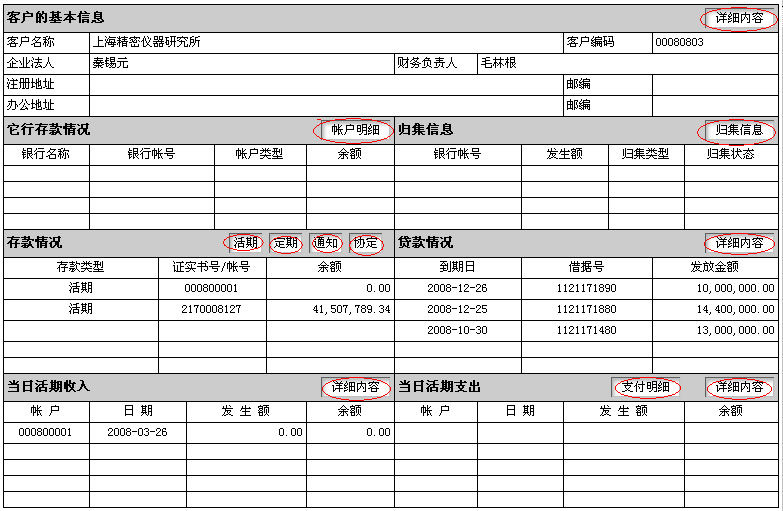 客户的基本信息 详细内容
客户名称 上海精密仪器研究所 客户编码 00080803
企业法人 秦锡元 财务负责人 毛林根
注册地址 邮编
办公地址 邮编
它行存款情况 帐户明细 归集信息 归集信息
银行名称 银行帐号 帐户类型 余额 银行帐号 发生额 归集类型 归集状态
存款情况 活期 定期 通知 协定 贷款情况 详细内容
存款类型 证实书号/帐号 余额 到期日 借据号 发放金额
活期 000800001 0.00 2008-12-26 1121171890 10,000,000.00
活期 2170008127 41,507,789.34 2008-12-25 1121171880 14,400,000.00
2008-10-30 1121171480 13,000,000.00
当日活期收入 详细内容 当日活期支出 支付明细 详细内容
帐 户 日 期 发 生 额 余额 帐 户 日 期 发 生 额 余额
000800001 2008-03-26 0.00 0.00